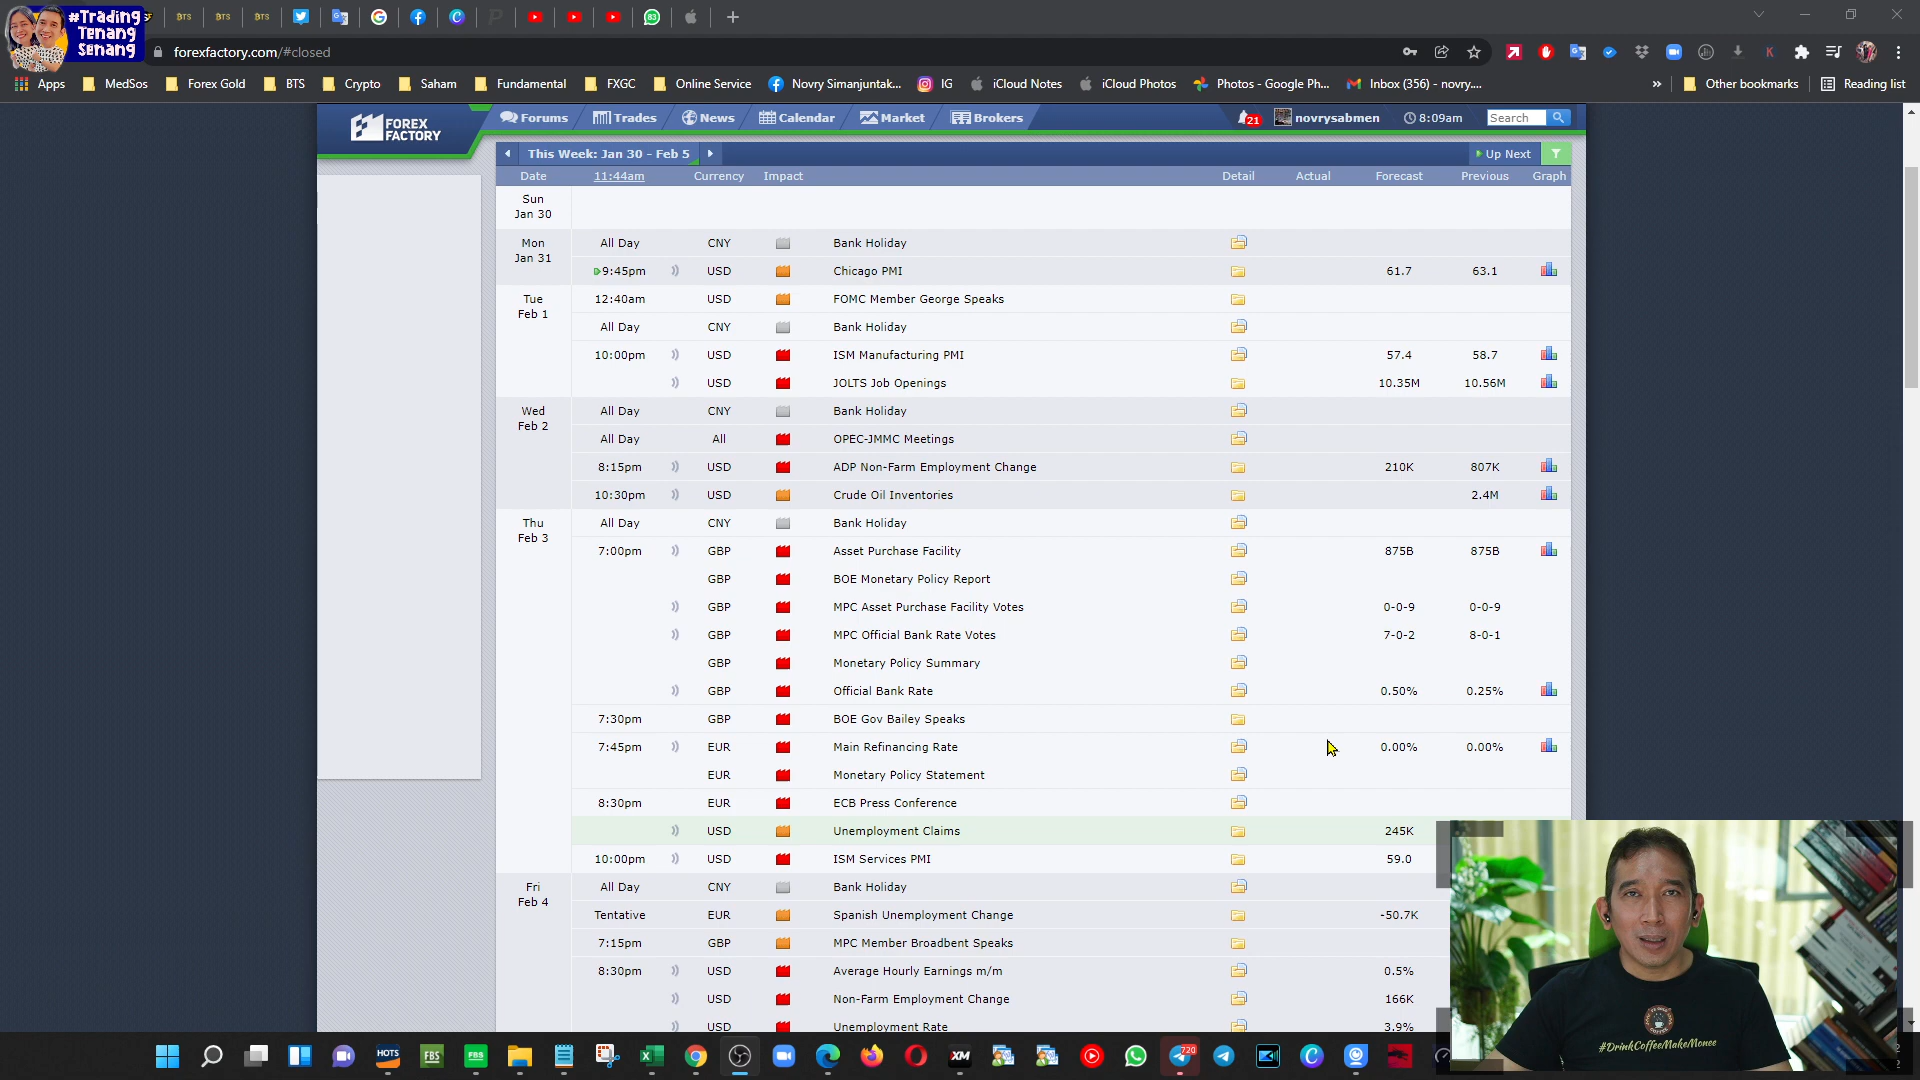 #Trading
Tenang
Senang
BTS BTS BTS
forexfactory.com/#closed
Apps MedSos Forex Gold BTS Crypto Saham Fundamental FXGC Online Service Novry Simanjuntak... IG iCloud Notes iCloud Photos Photos - Google Ph... Inbox (356) - novry.... » Other bookmarks Reading list
FOREX
FACTORY
Forums Trades News Calendar Market Brokers 21 novrysabmen 8:09am Search
This Week: Jan 30 - Feb 5 Up Next
Date 11:44am Currency Impact Detail Actual Forecast Previous Graph
Sun
Jan 30
Mon
Jan 31
All Day CNY Bank Holiday
9:45pm USD Chicago PMI 61.7 63.1
Tue
Feb 1
12:40am USD FOMC Member George Speaks
All Day CNY Bank Holiday
10:00pm USD ISM Manufacturing PMI 57.4 58.7
USD JOLTS Job Openings 10.35M 10.56M
Wed
Feb 2
All Day CNY Bank Holiday
All Day All OPEC-JMMC Meetings
8:15pm USD ADP Non-Farm Employment Change 210K 807K
10:30pm USD Crude Oil Inventories 2.4M
Thu
Feb 3
All Day CNY Bank Holiday
7:00pm GBP Asset Purchase Facility 875B 875B
GBP BOE Monetary Policy Report
GBP MPC Asset Purchase Facility Votes 0-0-9 0-0-9
GBP MPC Official Bank Rate Votes 7-0-2 8-0-1
GBP Monetary Policy Summary
GBP Official Bank Rate 0.50% 0.25%
7:30pm GBP BOE Gov Bailey Speaks
7:45pm EUR Main Refinancing Rate 0.00% 0.00%
EUR Monetary Policy Statement
8:30pm EUR ECB Press Conference
USD Unemployment Claims 245K
10:00pm USD ISM Services PMI 59.0
Fri
Feb 4
All Day CNY Bank Holiday
Tentative EUR Spanish Unemployment Change -50.7K
7:15pm GBP MPC Member Broadbent Speaks
8:30pm USD Average Hourly Earnings m/m 0.5%
USD Non-Farm Employment Change 166K
USD Unemployment Rate 3.9%
#DrinkCoffeeMakeMonee
HOTS FBS FBS XM 720